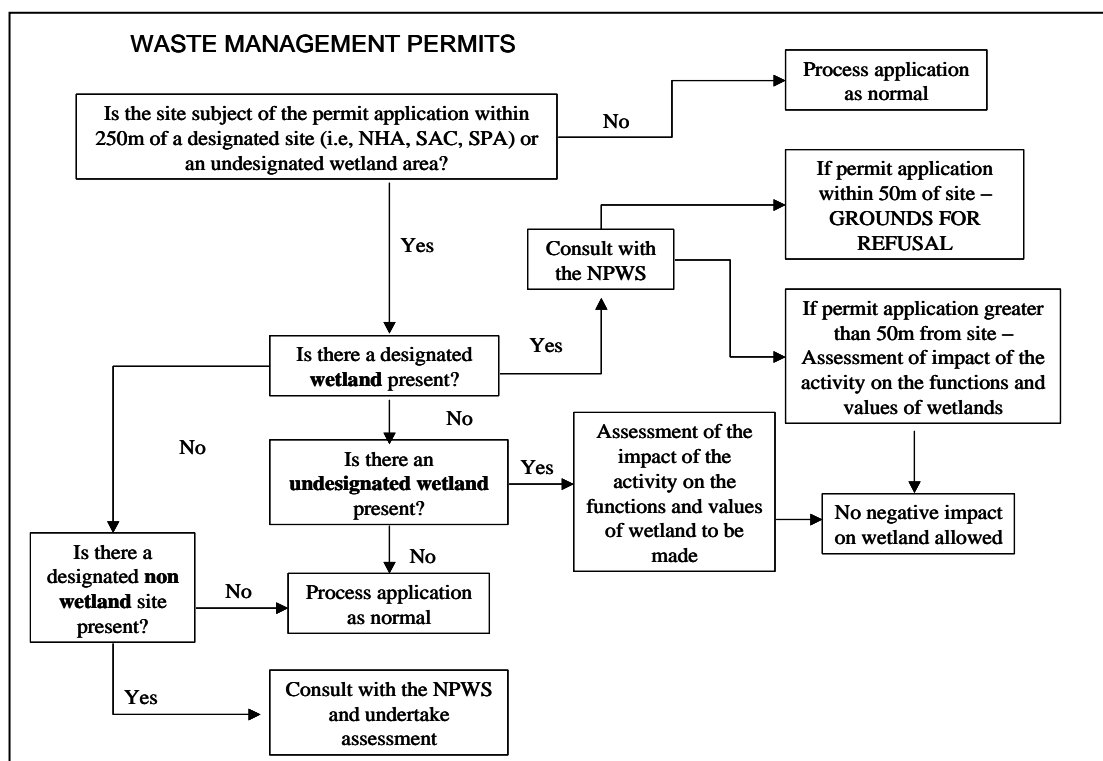 WASTE MANAGEMENT PERMITS
Process application
as normal
Is the site subject of the permit application within
250m of a designated site (i.e, NHA, SAC, SPA) or
an undesignated wetland area?
No
If permit application
within 50m of site –
GROUNDS FOR
REFUSAL
Yes
Consult with
the NPWS
If permit application greater
than 50m from site –
Assessment of impact of the
activity on the functions and
values of wetlands
Is there a designated
wetland present?
Yes
No
No
Is there an
undesignated wetland
present?
Yes
Assessment of the
impact of the
activity on the
functions and values
of wetland to be
made
No negative impact
on wetland allowed
Is there a
designated non
wetland site
present?
No
No
Process application
as normal
Yes
Consult with the NPWS
and undertake
assessment